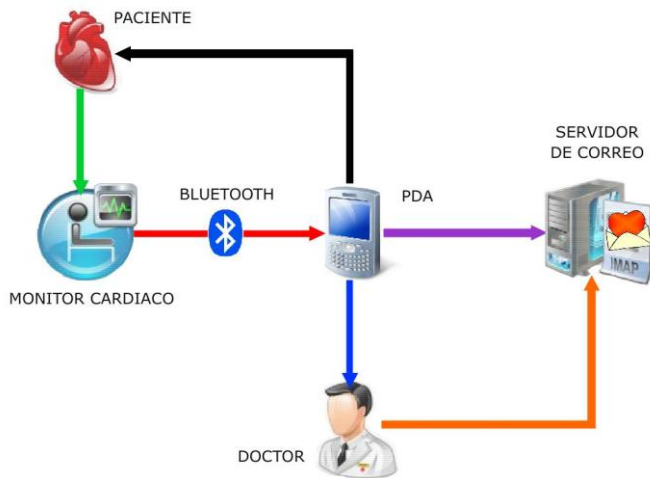 PACIENTE
SERVIDOR
DE CORREO
BLUETOOTH
PDA
IMAP
MONITOR CARDIACO
DOCTOR